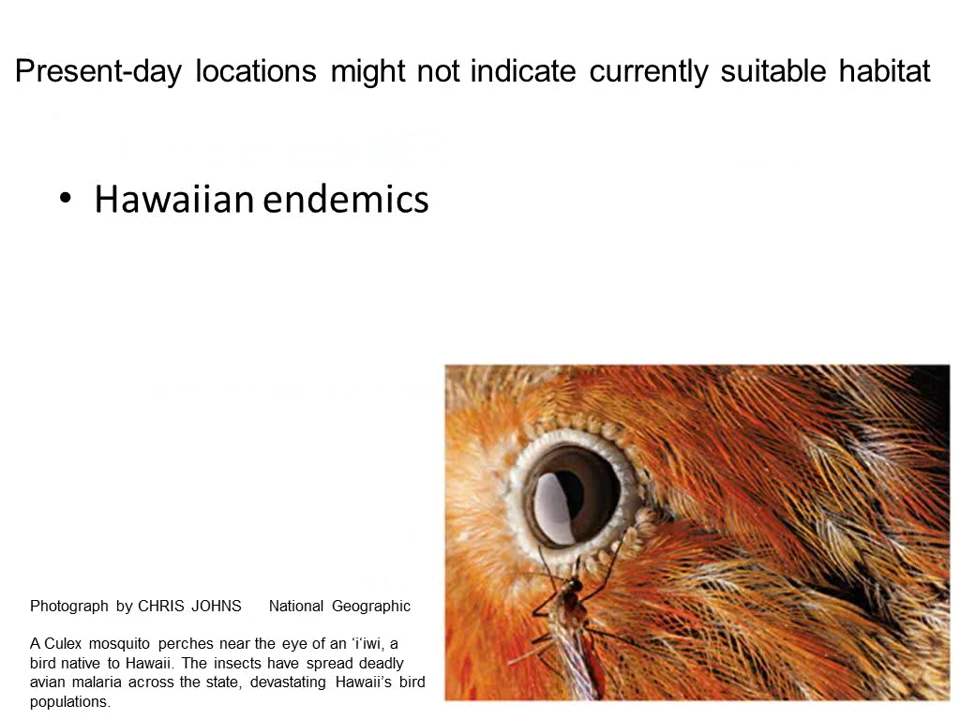 Present-day locations might not indicate currently suitable habitat
• Hawaiian endemics
Photograph by CHRIS JOHNS National Geographic
A Culex mosquito perches near the eye of an ‘i‘iwi, a
bird native to Hawaii. The insects have spread deadly
avian malaria across the state, devastating Hawaii’s bird
populations.